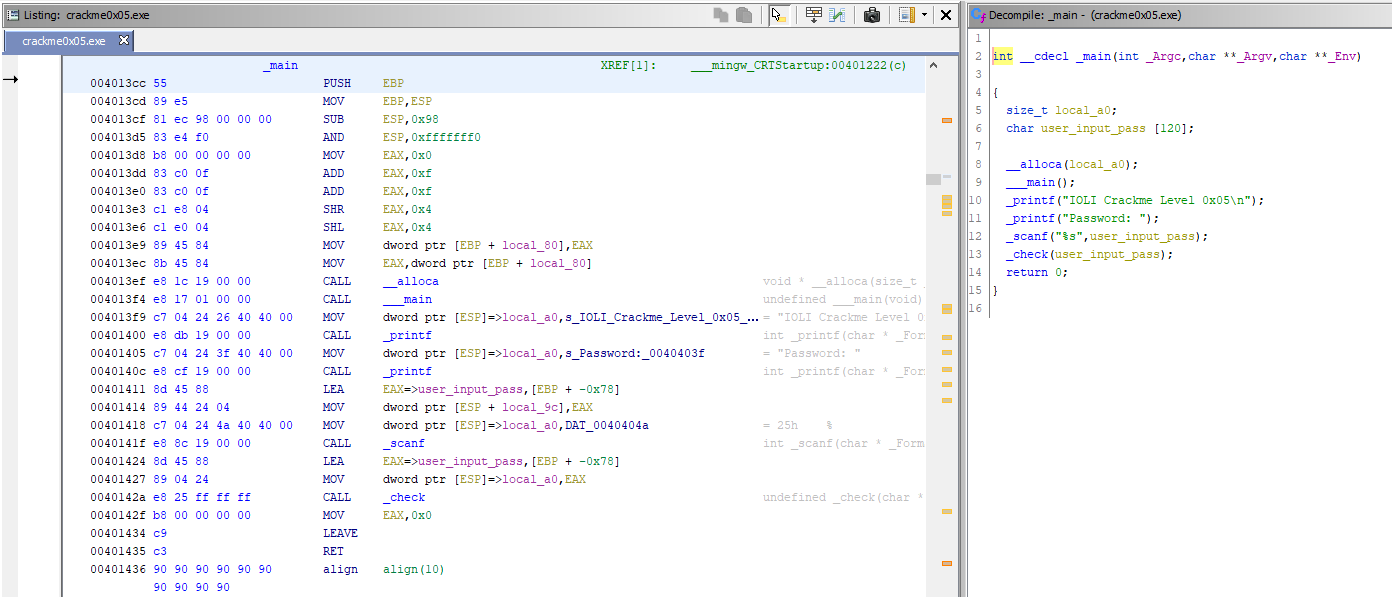 Listing: crackme0x05.exe
crackme0x05.exe
_main XREF[1]: ___mingw_CRTStartup:00401222(c)
004013cc 55 PUSH EBP
004013cd 89 e5 MOV EBP,ESP
004013cf 81 ec 98 00 00 00 SUB ESP,0x98
004013d5 83 e4 f0 AND ESP,0xfffffff0
004013d8 b8 00 00 00 00 MOV EAX,0x0
004013dd 83 c0 0f ADD EAX,0xf
004013e0 83 c0 0f ADD EAX,0xf
004013e3 c1 e8 04 SHR EAX,0x4
004013e6 c1 e0 04 SHL EAX,0x4
004013e9 89 45 84 MOV dword ptr [EBP + local_80],EAX
004013ec 8b 45 84 MOV EAX,dword ptr [EBP + local_80]
004013ef e8 1c 19 00 00 CALL __alloca void * __alloca(size_t
004013f4 e8 17 01 00 00 CALL ___main undefined ___main(void)
004013f9 c7 04 24 26 40 40 00 MOV dword ptr [ESP]=>local_a0,s_IOLI_Crackme_Level_0x05_... = "IOLI Crackme Level 0
00401400 e8 db 19 00 00 CALL _printf int _printf(char * _For
00401405 c7 04 24 3f 40 40 00 MOV dword ptr [ESP]=>local_a0,s_Password:_0040403f = "Password: "
0040140c e8 cf 19 00 00 CALL _printf int _printf(char * _For
00401411 8d 45 88 LEA EAX=>user_input_pass,[EBP + -0x78]
00401414 89 44 24 04 MOV dword ptr [ESP + local_9c],EAX
00401418 c7 04 24 4a 40 40 00 MOV dword ptr [ESP]=>local_a0,DAT_0040404a = 25h %
0040141f e8 8c 19 00 00 CALL _scanf int _scanf(char * _Form
00401424 8d 45 88 LEA EAX=>user_input_pass,[EBP + -0x78]
00401427 89 04 24 MOV dword ptr [ESP]=>local_a0,EAX
0040142a e8 25 ff ff ff CALL _check undefined _check(char *
0040142f b8 00 00 00 00 MOV EAX,0x0
00401434 c9 LEAVE
00401435 c3 RET
00401436 90 90 90 90 90 90 align align(10)
90 90 90 90
Decompile: _main - (crackme0x05.exe)
1
2 int __cdecl _main(int _Argc,char **_Argv,char **_Env)
3
4 {
5 size_t local_a0;
6 char user_input_pass [120];
7
8 __alloca(local_a0);
9 ___main();
10 _printf("IOLI Crackme Level 0x05\n");
11 _printf("Password: ");
12 _scanf("%s",user_input_pass);
13 _check(user_input_pass);
14 return 0;
15 }
16